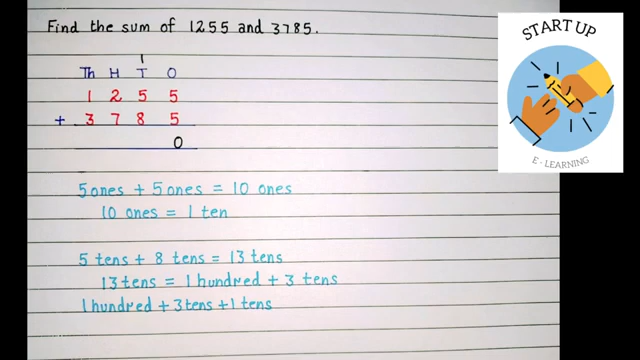 Find the sum of 1255 and 3785.
1
Th H T O
1 2 5 5
+ 3 7 8 5
0
5 ones + 5 ones = 10 ones
10 ones = 1 ten
5 tens + 8 tens = 13 tens
13 tens = 1 hundred + 3 tens
1 hundred + 3 tens + 1 tens
START UP
E - LEARNING